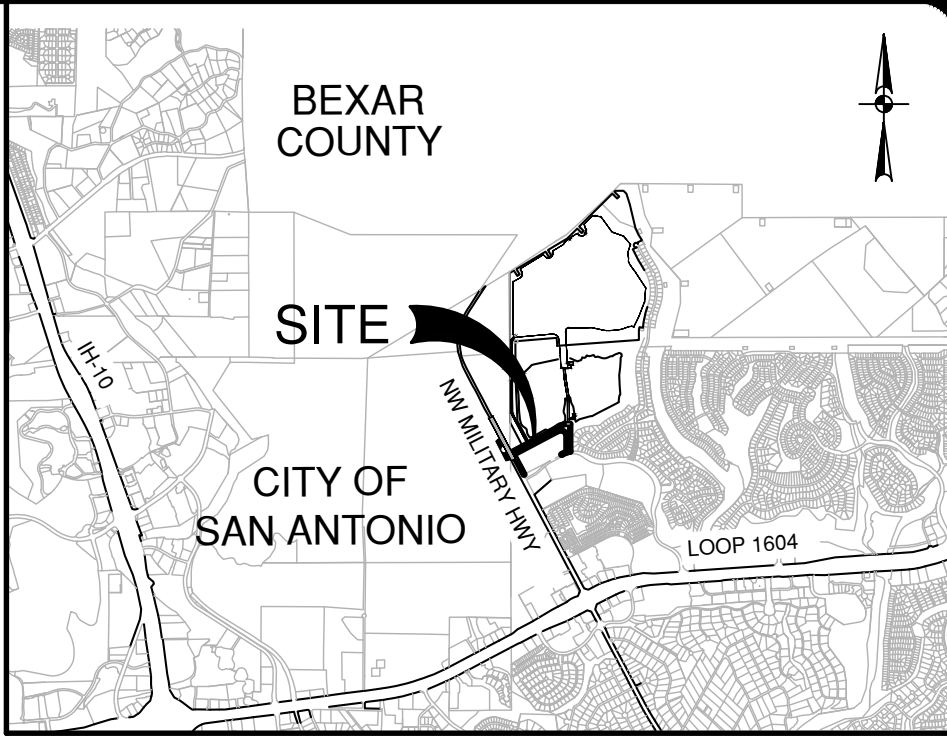 BEXAR
COUNTY
SITE
IH-10
NW MILITARY HWY
CITY OF
SAN ANTONIO
LOOP 1604